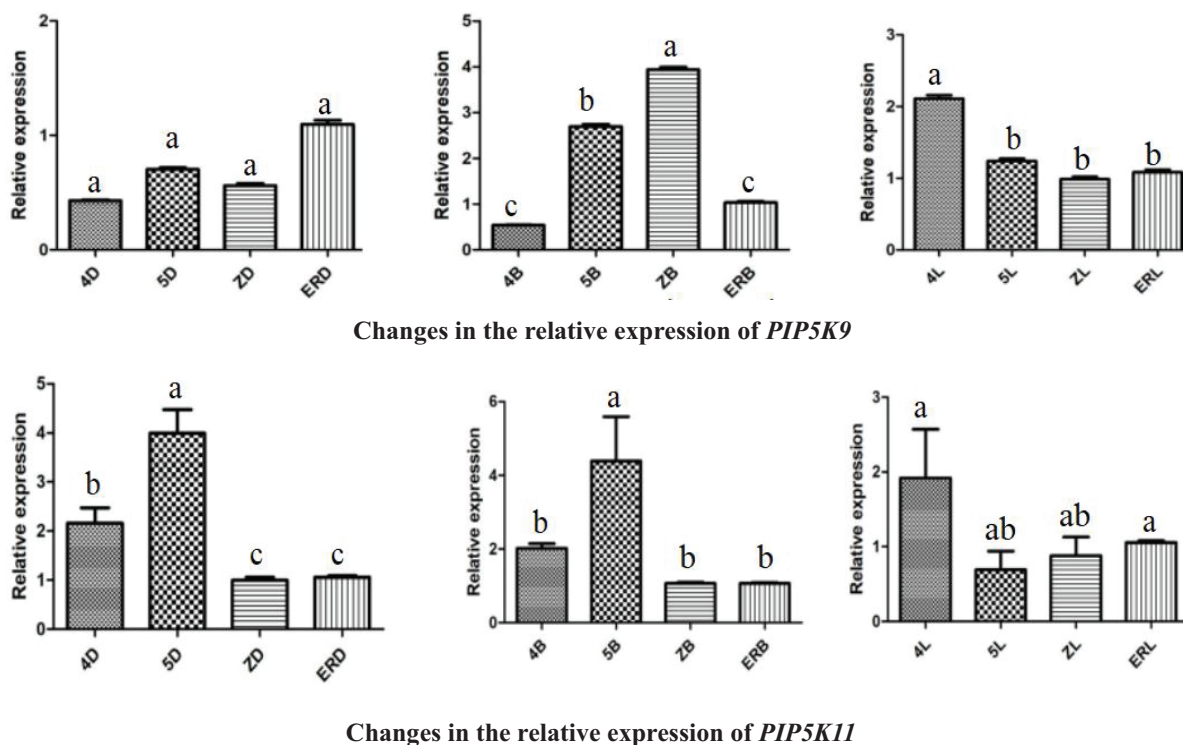 Relative expression
2
1
0
a
a
a
a
4D
5D
ZD
ERD
Relative expression
5
4
3
2
1
0
c
b
a
c
4B
5B
ZB
ERB
Relative expression
3
2
1
0
a
b
b
b
4L
5L
ZL
ERL
Changes in the relative expression of PIP5K9
Relative expression
5
4
3
2
1
0
b
a
c
c
4D
5D
ZD
ERD
Relative expression
6
4
2
0
b
a
b
b
4B
5B
ZB
ERB
Relative expression
3
2
1
0
a
ab
ab
a
4L
5L
ZL
ERL
Changes in the relative expression of PIP5K11